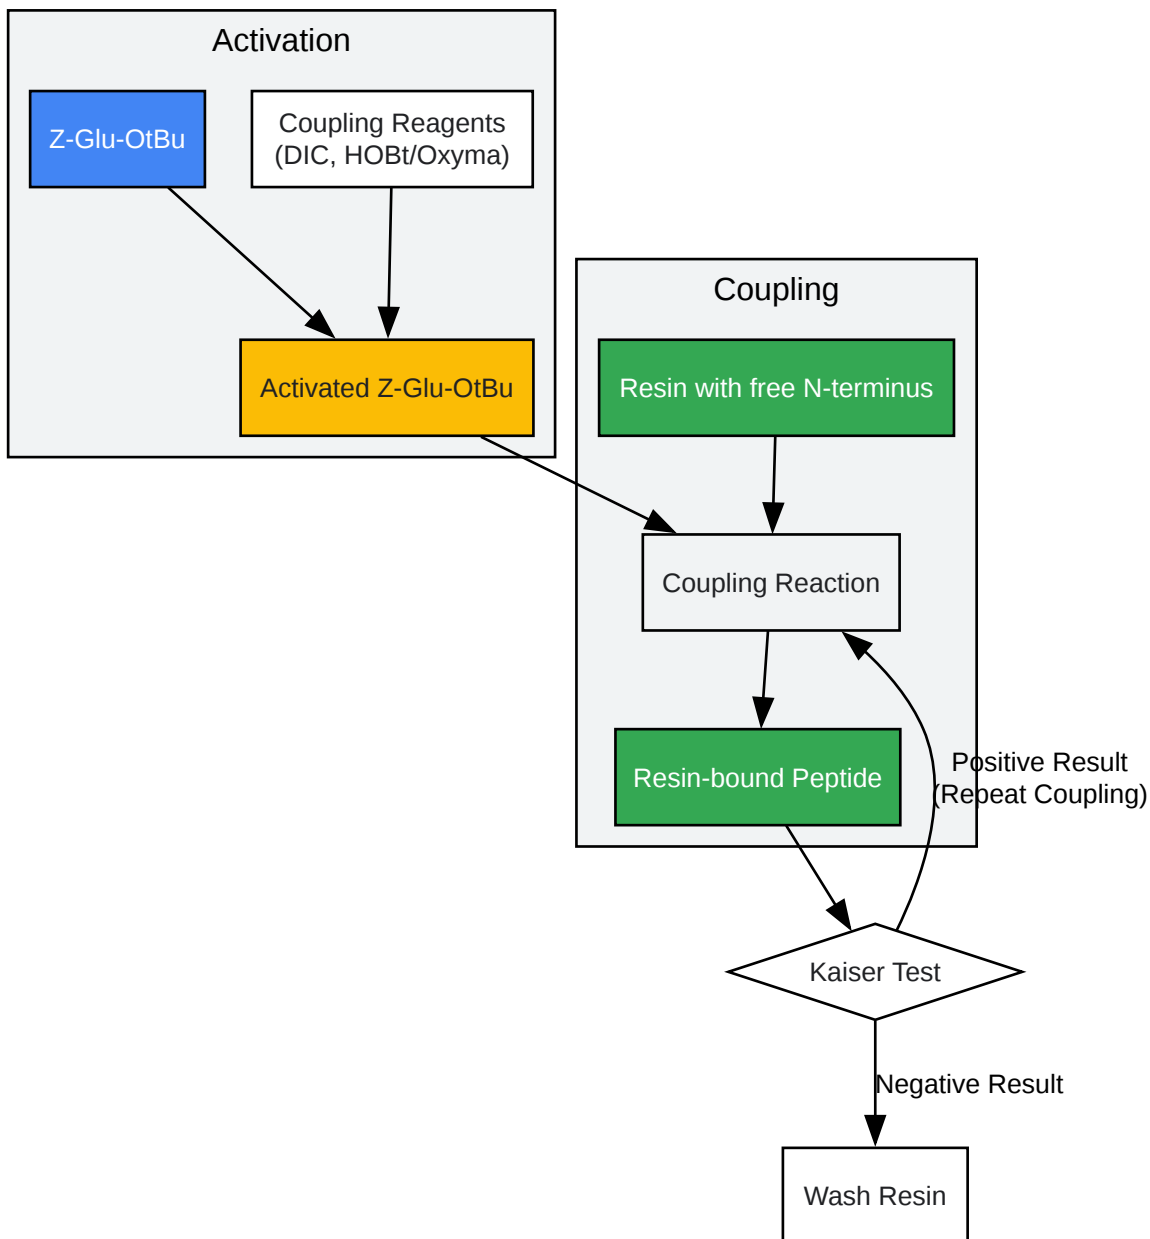 Activation
Z-Glu-OtBu
Coupling Reagents
(DIC, HOBt/Oxyma)
Activated Z-Glu-OtBu
Coupling
Resin with free N-terminus
Coupling Reaction
Resin-bound Peptide
Positive Result
(Repeat Coupling)
Kaiser Test
Negative Result
Wash Resin